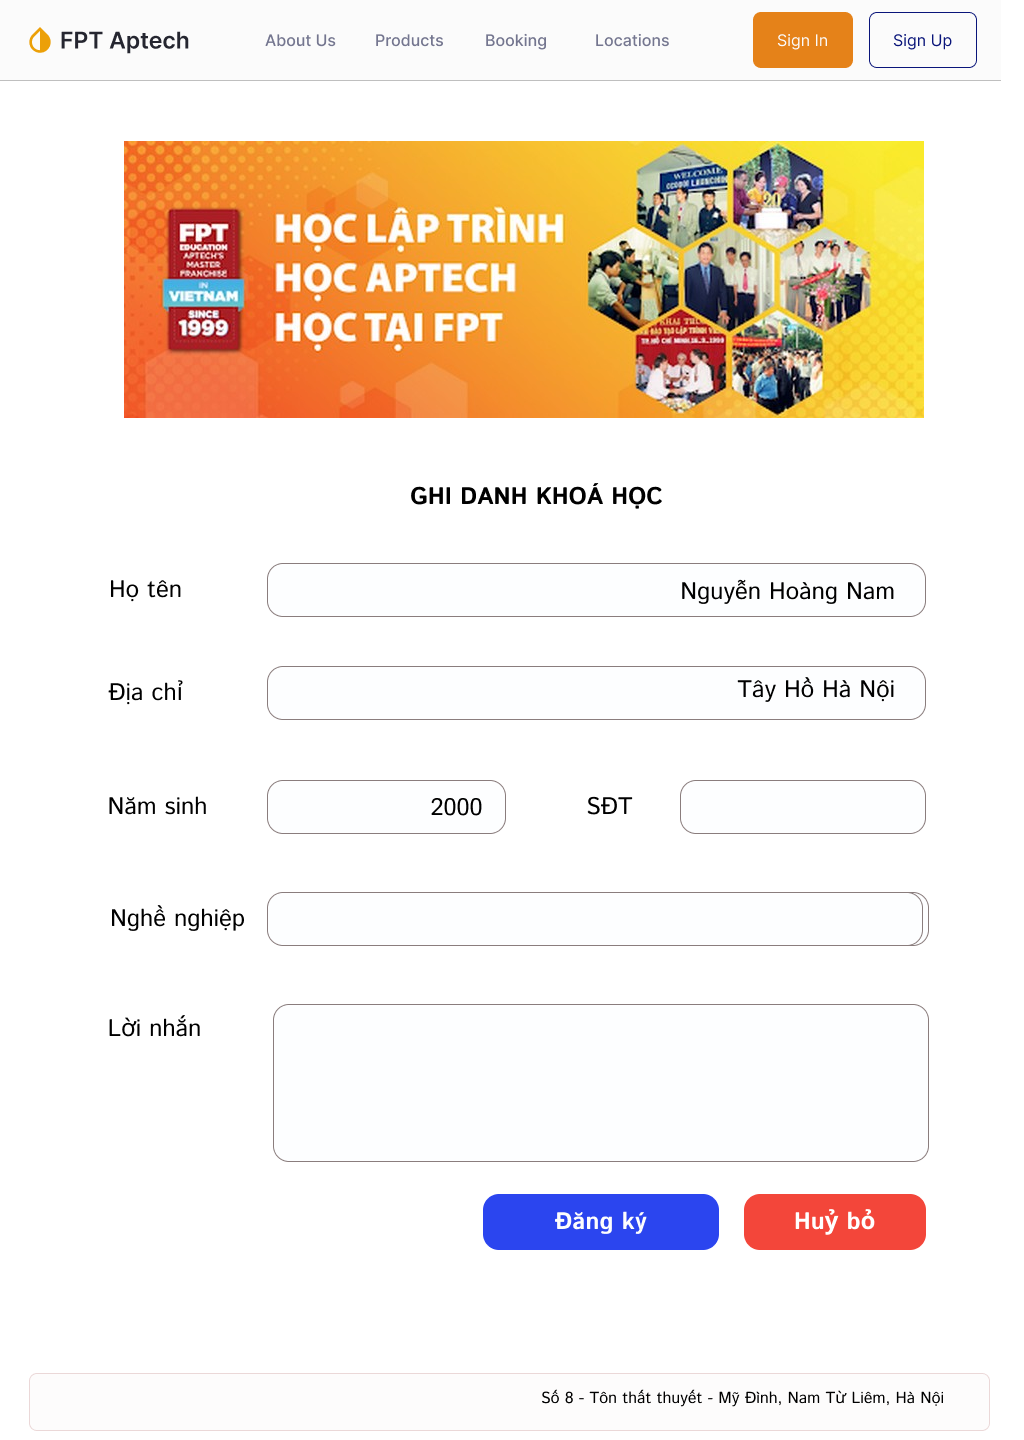 FPT Aptech
About Us
Products
Booking
Locations
Sign In
Sign Up
FPT
EDUCATION
APTECH'S
MASTER
FRANCHISE
IN
VIETNAM
SINCE
1999
HỌC LẬP TRÌNH
HỌC APTECH
HỌC TẠI FPT
WELCOME
GHI DANH KHOÁ HỌC
Họ tên
Nguyễn Hoàng Nam
Địa chỉ
Tây Hồ Hà Nội
Năm sinh
2000
SĐT
Nghề nghiệp
Lời nhắn
Đăng ký
Huỷ bỏ
Số 8 - Tôn thất thuyết - Mỹ Đình, Nam Từ Liêm, Hà Nội